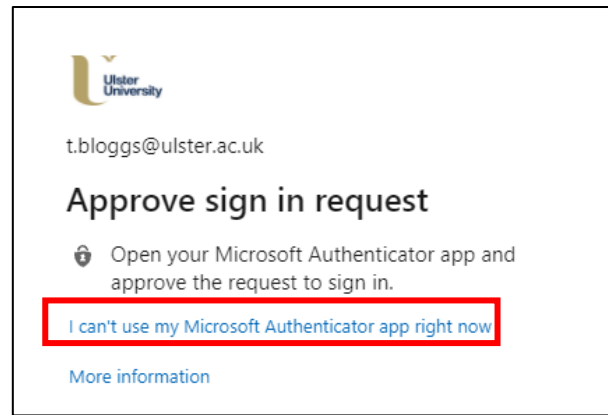 Ulster
University
t.bloggs@ulster.ac.uk
Approve sign in request
Open your Microsoft Authenticator app and
approve the request to sign in.
I can't use my Microsoft Authenticator app right now
More information